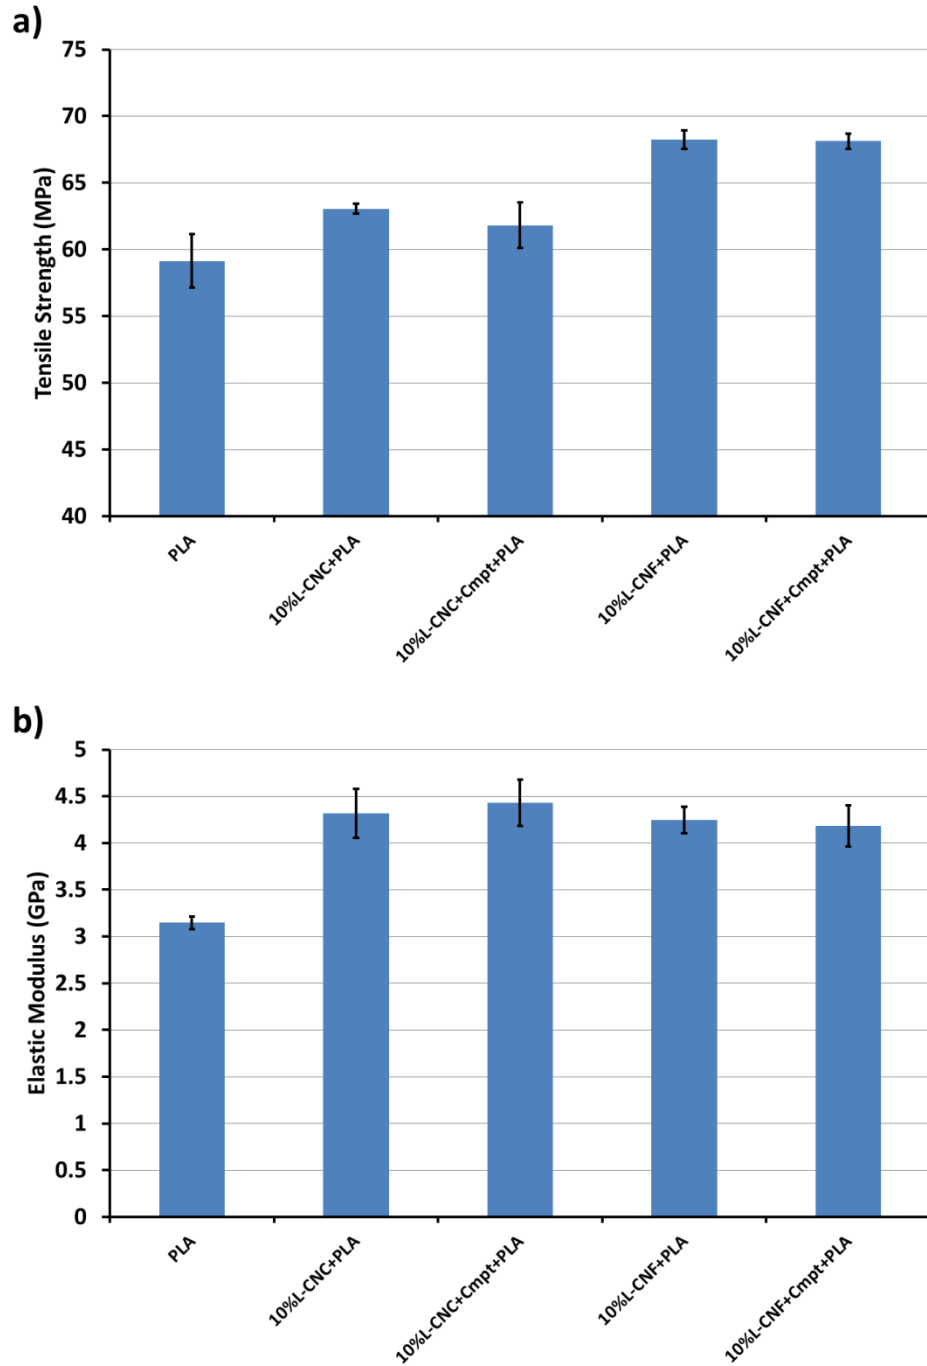 a)
Tensile Strength (MPa)
75
70
65
60
55
50
45
40
PLA
10%L-CNC+PLA
10%L-CNC+Cmpt+PLA
10%L-CNF+PLA
10%L-CNF+Cmpt+PLA
b)
Elastic Modulus (GPa)
5
4.5
4
3.5
3
2.5
2
1.5
1
0.5
0
PLA
10%L-CNC+PLA
10%L-CNC+Cmpt+PLA
10%L-CNF+PLA
10%L-CNF+Cmpt+PLA